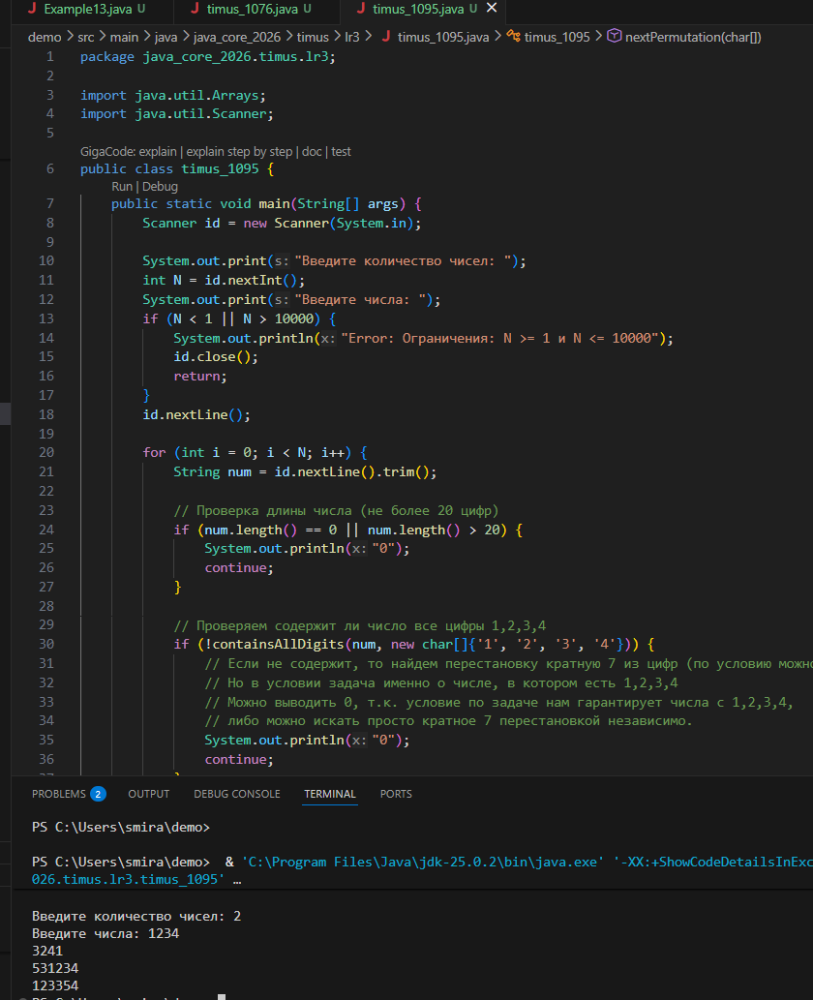 Example13.java U
timus_1076.java U
timus_1095.java U
demo > src > main > java > java_core_2026 > timus > lr3 > timus_1095.java > timus_1095 > nextPermutation(char[])
1 package java_core_2026.timus.lr3;
2
3 import java.util.Arrays;
4 import java.util.Scanner;
5
GigaCode: explain | explain step by step | doc | test
6 public class timus_1095 {
Run | Debug
7 public static void main(String[] args) {
8 Scanner id = new Scanner(System.in);
9
10 System.out.print(s: "Введите количество чисел: ");
11 int N = id.nextInt();
12 System.out.print(s: "Введите числа: ");
13 if (N < 1 || N > 10000) {
14 System.out.println(x: "Error: Ограничения: N >= 1 и N <= 10000");
15 id.close();
16 return;
17 }
18 id.nextLine();
19
20 for (int i = 0; i < N; i++) {
21 String num = id.nextLine().trim();
22
23 // Проверка длины числа (не более 20 цифр)
24 if (num.length() == 0 || num.length() > 20) {
25 System.out.println(x: "0");
26 continue;
27 }
28
29 // Проверяем содержит ли число все цифры 1,2,3,4
30 if (!containsAllDigits(num, new char[]{'1', '2', '3', '4'})) {
31 // Если не содержит, то найдем перестановку кратную 7 из цифр (по условию можно
32 // Но в условии задача именно о числе, в котором есть 1,2,3,4
33 // Можно выводить 0, т.к. условие по задаче нам гарантирует числа с 1,2,3,4,
34 // либо можно искать просто кратное 7 перестановкой независимо.
35 System.out.println(x: "0");
36 continue;
PROBLEMS 2 OUTPUT DEBUG CONSOLE TERMINAL PORTS
PS C:\Users\smira\demo>
PS C:\Users\smira\demo> & 'C:\Program Files\Java\jdk-25.0.2\bin\java.exe' '-XX:+ShowCodeDetailsInExc
026.timus.lr3.timus_1095' …
Введите количество чисел: 2
Введите числа: 1234
3241
531234
123354